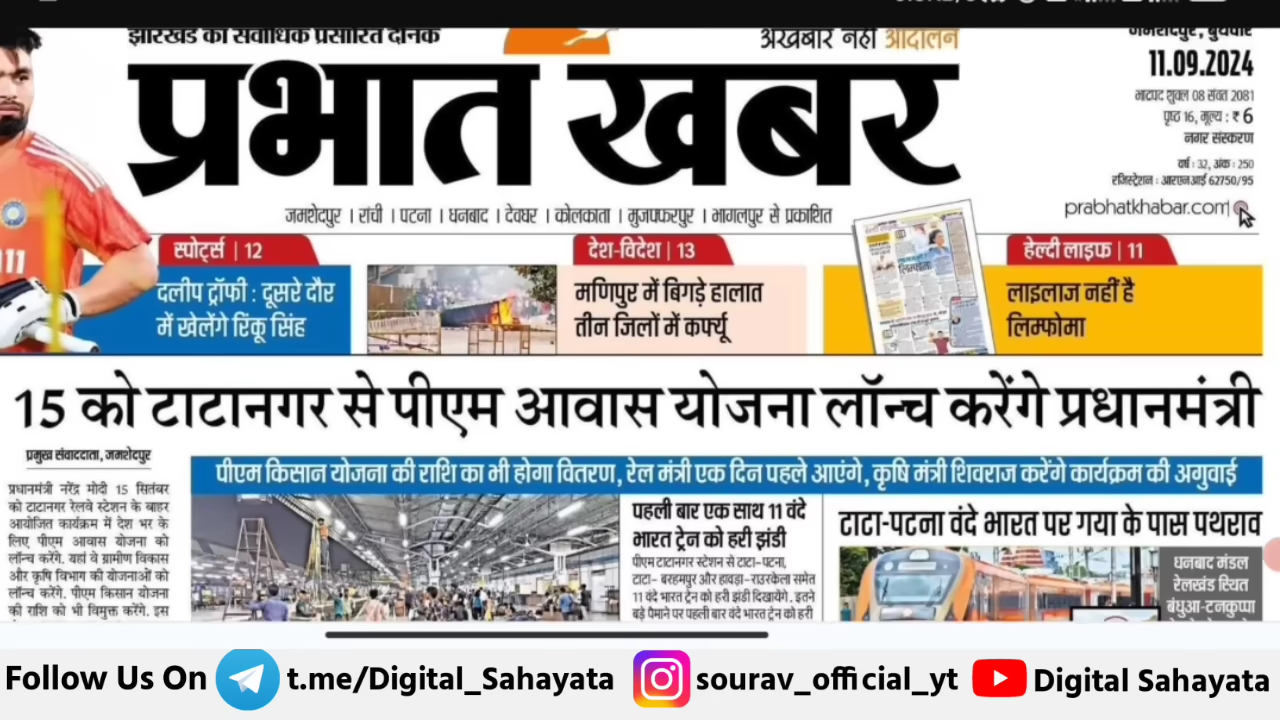 झारखंड का सर्वाधिक प्रसारित दैनिक
अखबार नहीं आंदोलन
प्रभात खबर
जमशेदपुर, बुधवार
11.09.2024
भाद्रपद शुक्ल 08 संवत 2081
पृष्ठ 16, मूल्य : ₹ 6
नगर संस्करण
वर्ष : 32, अंक : 250
रजिस्ट्रेशन : आरएनआई 62750/95
prabhatkhabar.com
जमशेदपुर । रांची । पटना । धनबाद । देवघर । कोलकाता । मुजफ्फरपुर । भागलपुर से प्रकाशित
स्पोर्ट्स | 12
दलीप ट्रॉफी : दूसरे दौर
में खेलेंगे रिंकू सिंह
देश-विदेश | 13
मणिपुर में बिगड़े हालात
तीन जिलों में कर्फ्यू
हेल्दी लाइफ | 11
लाइलाज नहीं है
लिम्फोमा
15 को टाटानगर से पीएम आवास योजना लॉन्च करेंगे प्रधानमंत्री
प्रमुख संवाददाता, जमशेदपुर
प्रधानमंत्री नरेंद्र मोदी 15 सितंबर
को टाटानगर रेलवे स्टेशन के बाहर
आयोजित कार्यक्रम में देश भर के
लिए पीएम आवास योजना को
लॉन्च करेंगे. यहां वे ग्रामीण विकास
और कृषि विभाग की योजनाओं को
लॉन्च करेंगे. पीएम किसान योजना
की राशि को भी विमुक्त करेंगे. इस
पीएम किसान योजना की राशि का भी होगा वितरण, रेल मंत्री एक दिन पहले आएंगे, कृषि मंत्री शिवराज करेंगे कार्यक्रम की अगुवाई
पहली बार एक साथ 11 वंदे
भारत ट्रेन को हरी झंडी
पीएम टाटानगर स्टेशन से टाटा- पटना,
टाटा- बरहमपुर और हावड़ा-राउरकेला समेत
11 वंदे भारत ट्रेन को हरी झंडी दिखायेंगे . इतने
बड़े पैमाने पर पहली बार वंदे भारत ट्रेन को हरी
टाटा-पटना वंदे भारत पर गया के पास पथराव
धनबाद मंडल
रेलखंड स्थित
बंधुआ-टनकुप्पा
Follow Us On t.me/Digital_Sahayata sourav_official_yt Digital Sahayata